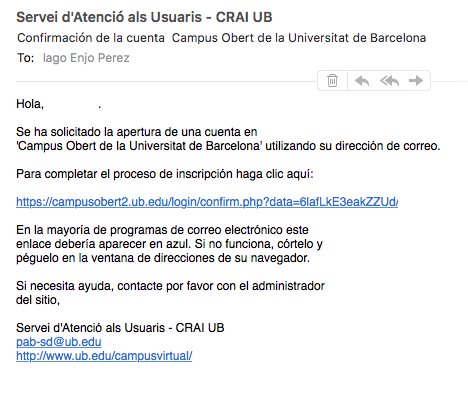 Servei d'Atenció als Usuaris - CRAI UB
Confirmación de la cuenta Campus Obert de la Universitat de Barcelona
To: Iago Enjo Perez
Hola, .
Se ha solicitado la apertura de una cuenta en
'Campus Obert de la Universitat de Barcelona' utilizando su dirección de correo.
Para completar el proceso de inscripción haga clic aquí:
https://campusobert2.ub.edu/login/confirm.php?data=6lafLkE3eakZZUd/
En la mayoría de programas de correo electrónico este
enlace debería aparecer en azul. Si no funciona, córtelo y
péguelo en la ventana de direcciones de su navegador.
Si necesita ayuda, contacte por favor con el administrador
del sitio,
Servei d'Atenció als Usuaris - CRAI UB
pab-sd@ub.edu
http://www.ub.edu/campusvirtual/